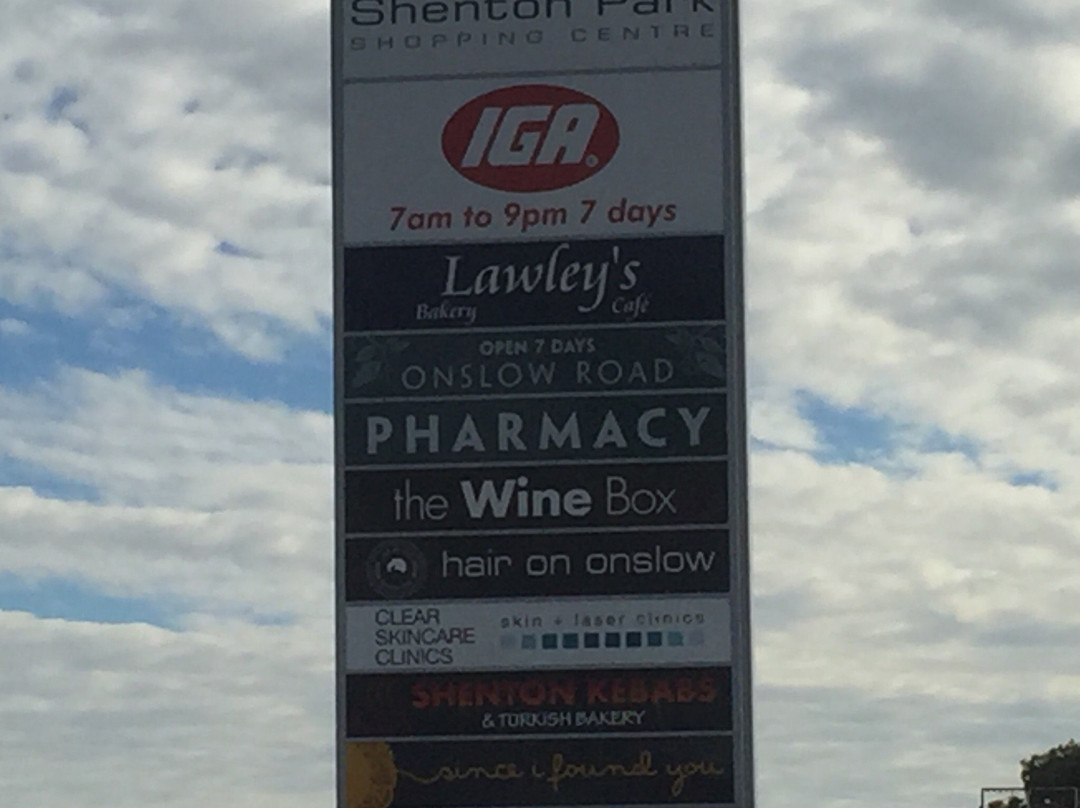 Shenton Park
SHOPPING CENTRE
IGA
7am to 9pm 7 days
Lawley's
Bakery Café
OPEN 7 DAYS
ONSLOW ROAD
PHARMACY
the Wine Box
hair on onslow
CLEAR
SKINCARE
CLINICS
skin + laser clinics
SHENTON KEBABS
& TURKISH BAKERY
since i found you